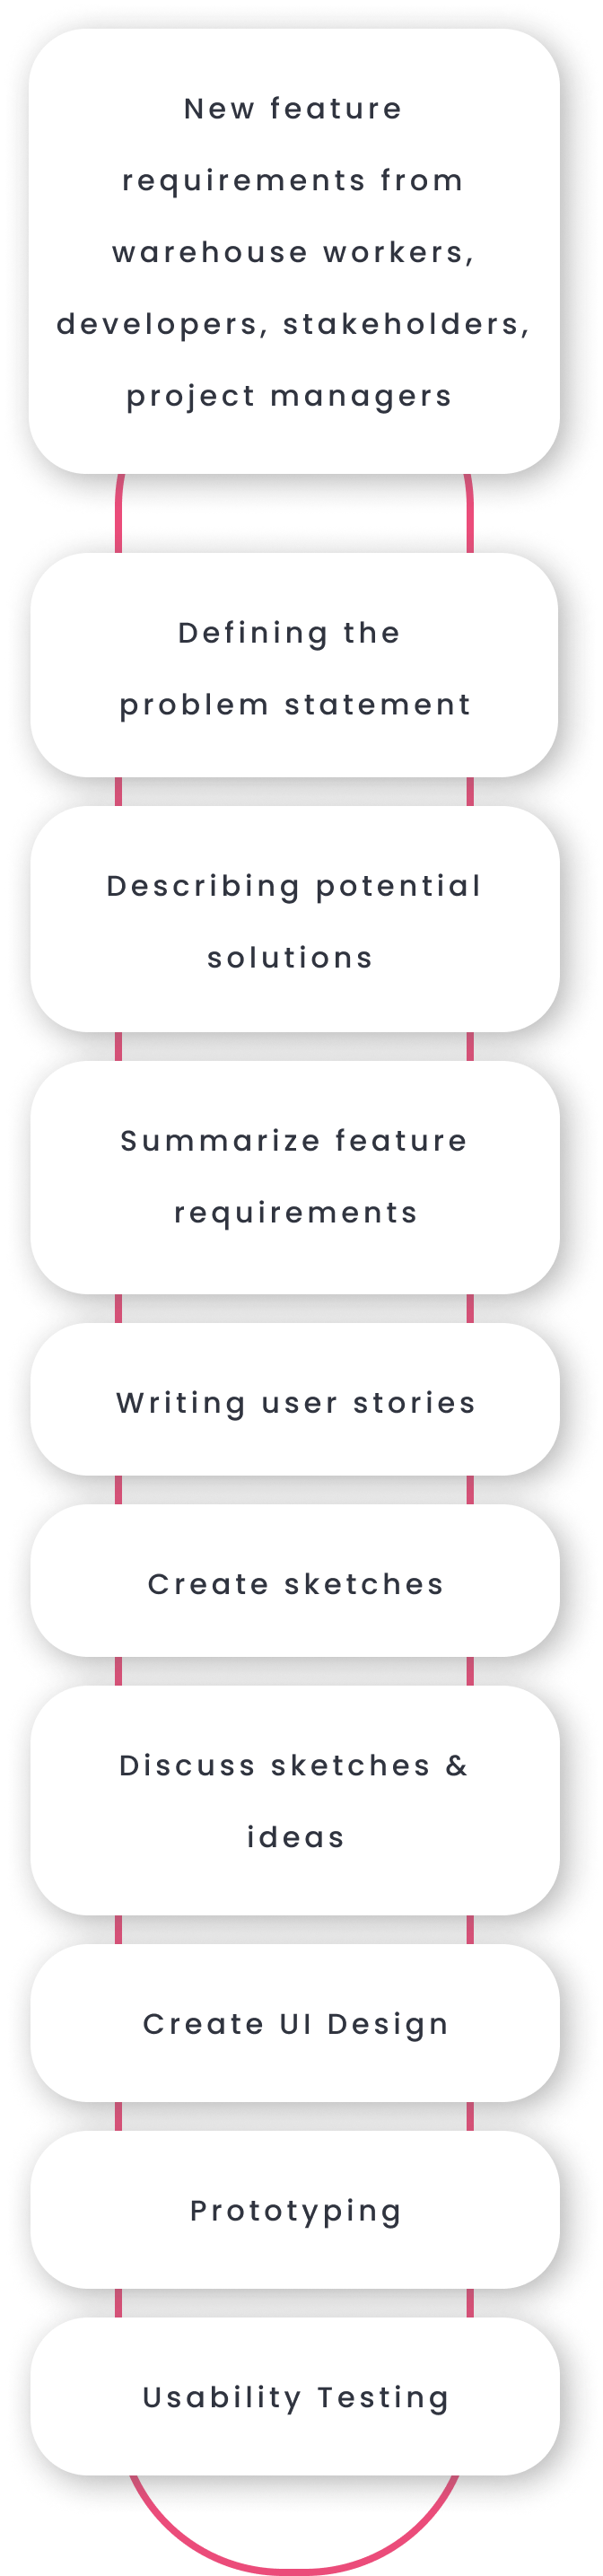 New feature
requirements from
warehouse workers,
developers, stakeholders,
project managers
Defining the
problem statement
Describing potential
solutions
Summarize feature
requirements
Writing user stories
Create sketches
Discuss sketches &
ideas
Create UI Design
Prototyping
Usability Testing